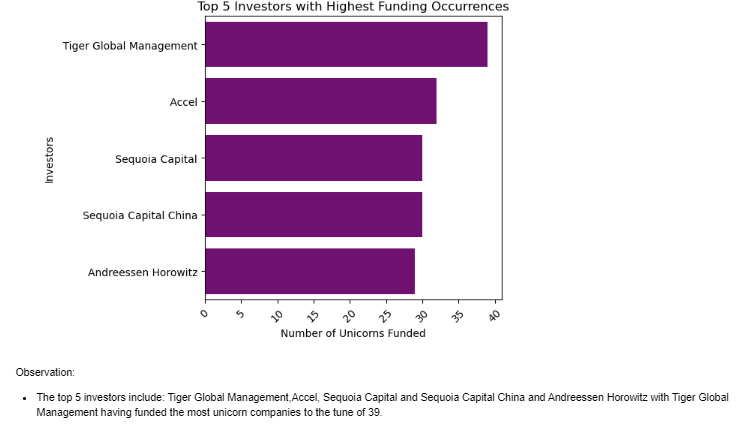 Top 5 Investors with Highest Funding Occurrences
Tiger Global Management
Accel
Sequoia Capital
Sequoia Capital China
Andreessen Horowitz
Investors
0 5 10 15 20 25 30 35 40
Number of Unicorns Funded
Observation:
• The top 5 investors include: Tiger Global Management,Accel, Sequoia Capital and Sequoia Capital China and Andreessen Horowitz with Tiger Global
Management having funded the most unicorn companies to the tune of 39.